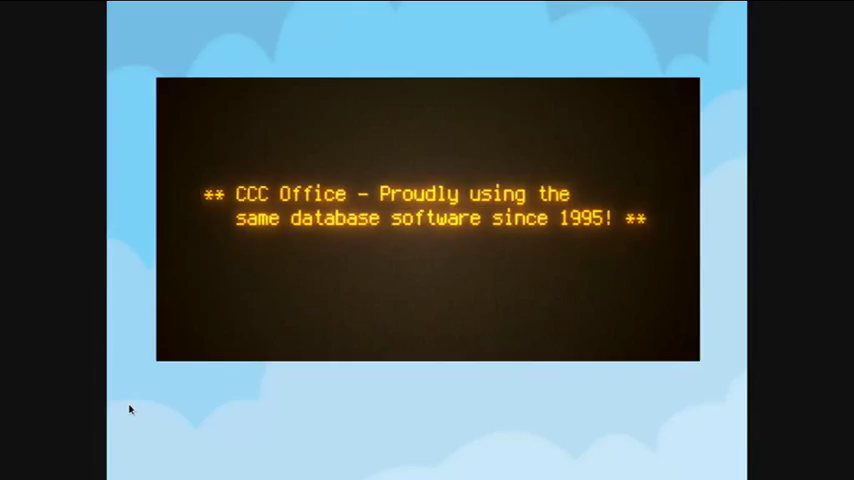 ** CCC Office - Proudly using the
same database software since 1995! **